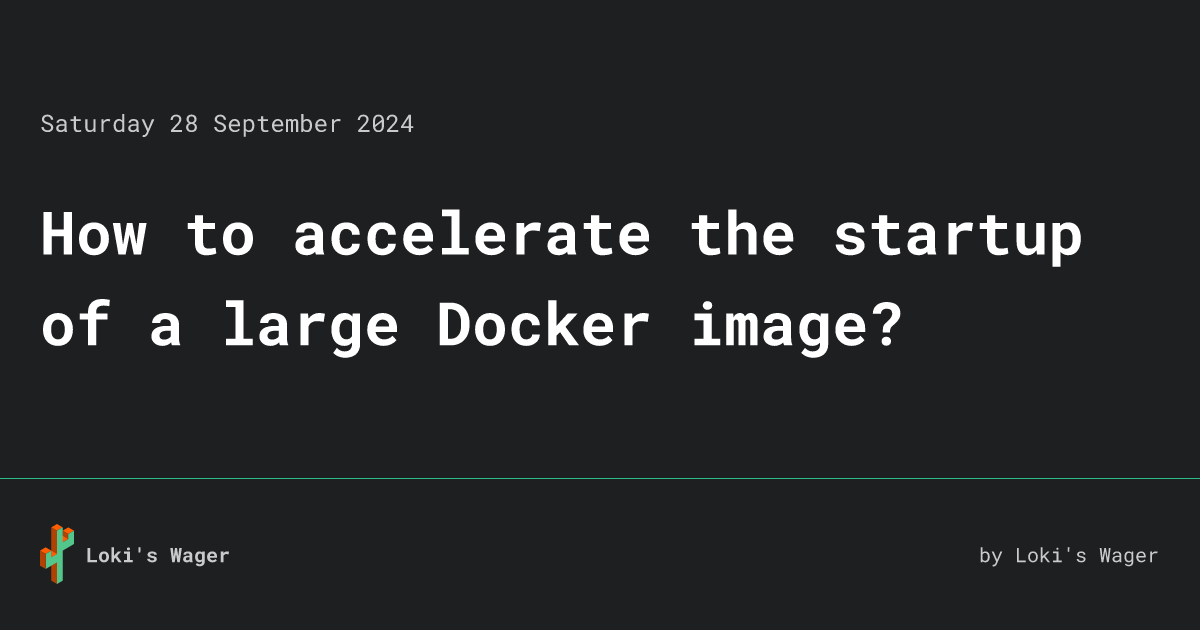 Saturday 28 September 2024
How to accelerate the startup
of a large Docker image?
Loki's Wager
by Loki's Wager